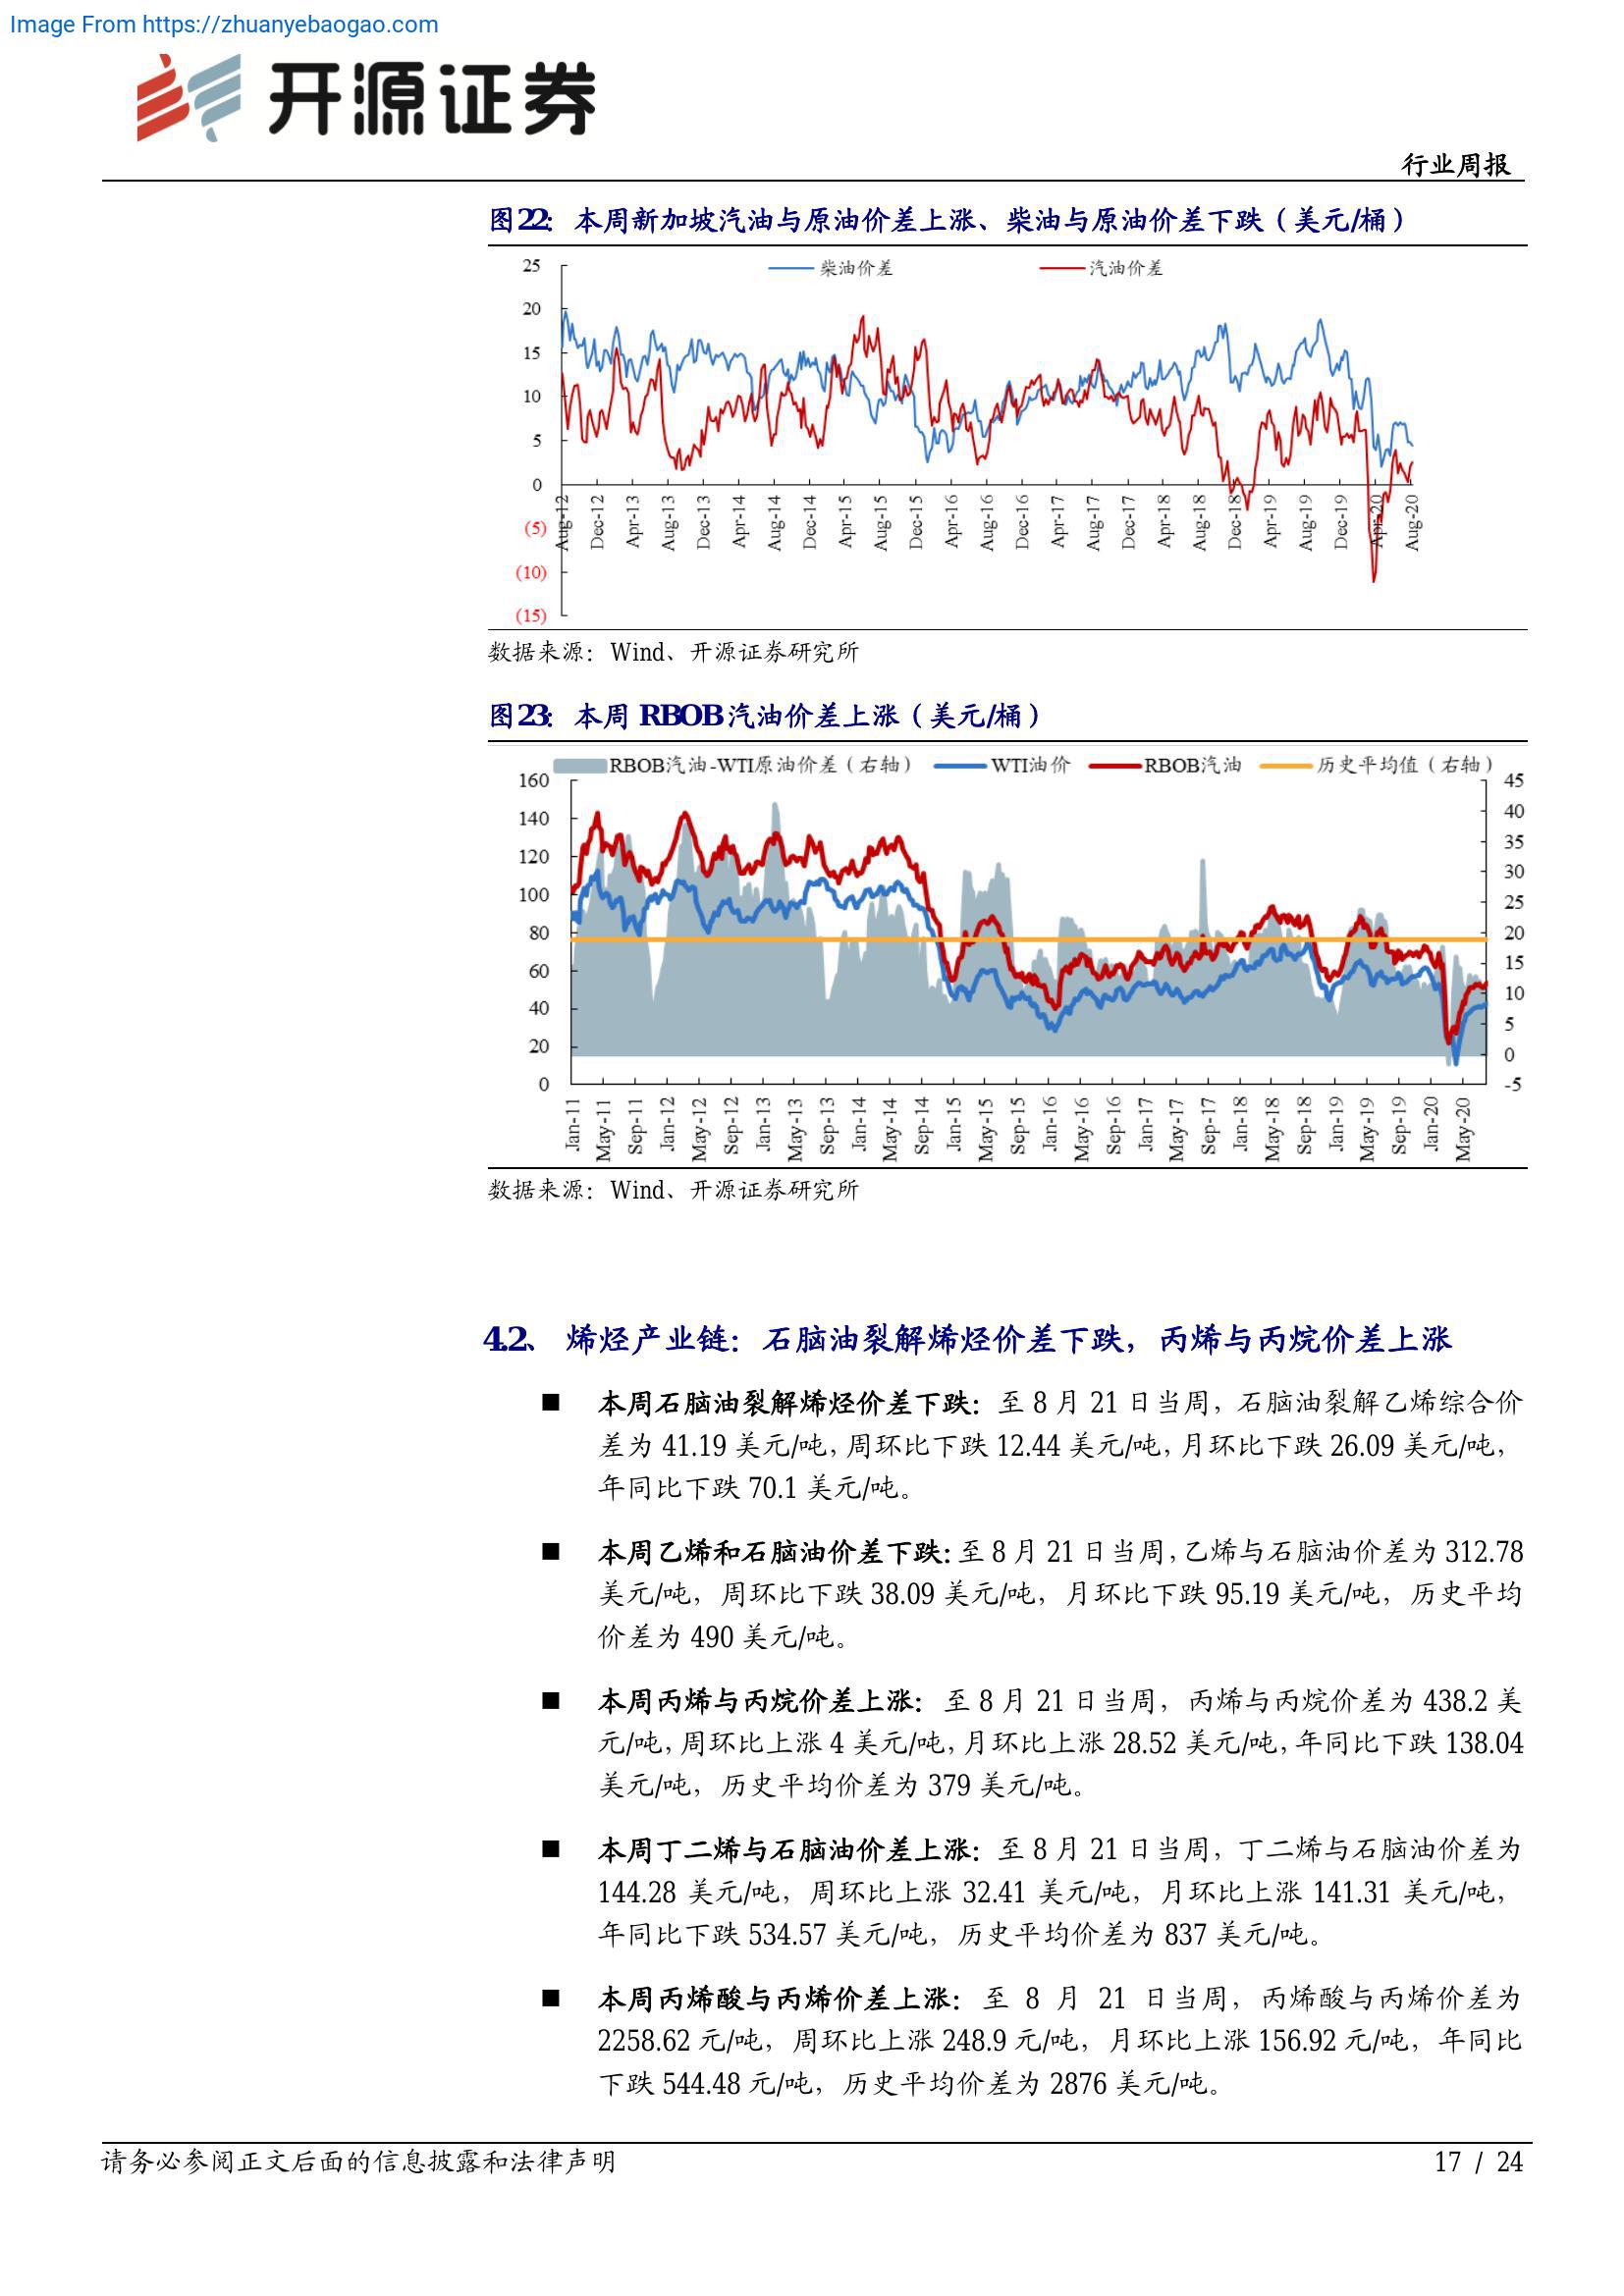 Image From https://zhuanyebaogao.com
开源证券
行业周报
图22：本周新加坡汽油与原油价差上涨、柴油与原油价差下跌（美元/桶）
柴油价差 汽油价差
25
20
15
10
5
0
(5)
(10)
(15)
Aug-12 Dec-12 Apr-13 Aug-13 Dec-13 Apr-14 Aug-14 Dec-14 Apr-15 Aug-15 Dec-15 Apr-16 Aug-16 Dec-16 Apr-17 Aug-17 Dec-17 Apr-18 Aug-18 Dec-18 Apr-19 Aug-19 Dec-19 Apr-20 Aug-20
数据来源：Wind、开源证券研究所
图23：本周 RBOB 汽油价差上涨（美元/桶）
RBOB汽油-WTI原油价差（右轴） WTI油价 RBOB汽油 历史平均值（右轴）
160 45
140 40
120 35
100 30
80 25
60 20
40 15
20 10
0 5
0
-5
Jan-11 May-11 Sep-11 Jan-12 May-12 Sep-12 Jan-13 May-13 Sep-13 Jan-14 May-14 Sep-14 Jan-15 May-15 Sep-15 Jan-16 May-16 Sep-16 Jan-17 May-17 Sep-17 Jan-18 May-18 Sep-18 Jan-19 May-19 Sep-19 Jan-20 May-20
数据来源：Wind、开源证券研究所
4.2、 烯烃产业链：石脑油裂解烯烃价差下跌，丙烯与丙烷价差上涨
■ 本周石脑油裂解烯烃价差下跌：至 8 月 21 日当周，石脑油裂解乙烯综合价
差为 41.19 美元/吨，周环比下跌 12.44 美元/吨，月环比下跌 26.09 美元/吨，
年同比下跌 70.1 美元/吨。
■ 本周乙烯和石脑油价差下跌：至 8 月 21 日当周，乙烯与石脑油价差为 312.78
美元/吨，周环比下跌 38.09 美元/吨，月环比下跌 95.19 美元/吨，历史平均
价差为 490 美元/吨。
■ 本周丙烯与丙烷价差上涨：至 8 月 21 日当周，丙烯与丙烷价差为 438.2 美
元/吨，周环比上涨 4 美元/吨，月环比上涨 28.52 美元/吨，年同比下跌 138.04
美元/吨，历史平均价差为 379 美元/吨。
■ 本周丁二烯与石脑油价差上涨：至 8 月 21 日当周，丁二烯与石脑油价差为
144.28 美元/吨，周环比上涨 32.41 美元/吨，月环比上涨 141.31 美元/吨，
年同比下跌 534.57 美元/吨，历史平均价差为 837 美元/吨。
■ 本周丙烯酸与丙烯价差上涨：至 8 月 21 日当周，丙烯酸与丙烯价差为
2258.62 元/吨，周环比上涨 248.9 元/吨，月环比上涨 156.92 元/吨，年同比
下跌 544.48 元/吨，历史平均价差为 2876 美元/吨。
请务必参阅正文后面的信息披露和法律声明 17 / 24